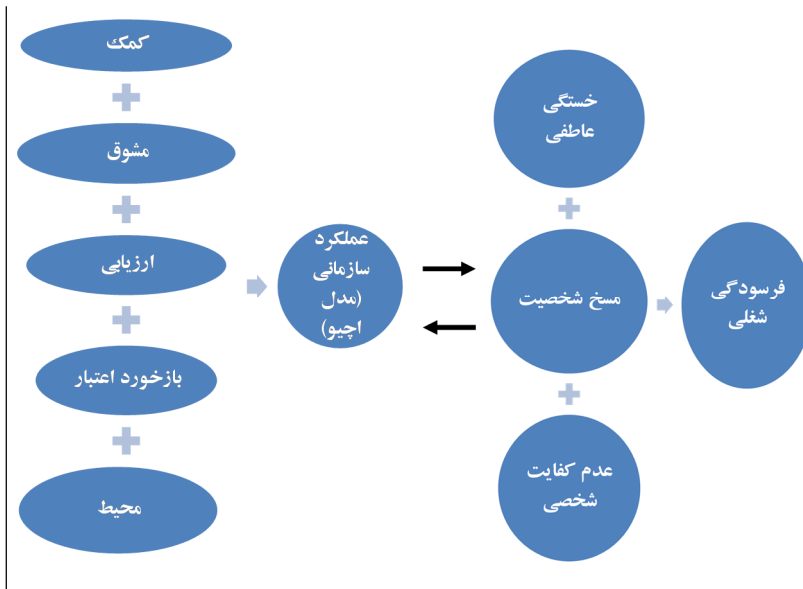 کمک
مشوق
ارزیابی
بازخورد اعتبار
محیط
عملکرد
سازمانی
(مدل
اچیو)
خستگی
عاطفی
مسخ شخصیت
عدم کفایت
شخصی
فرسودگی
شغلی